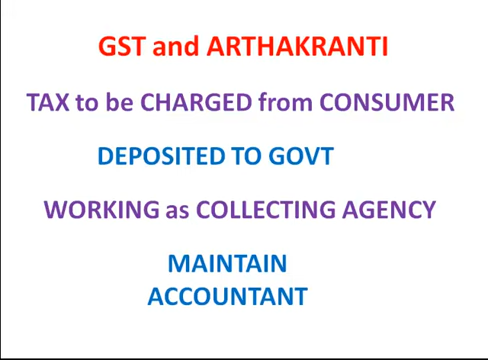 GST and ARTHAKRANTI
TAX to be CHARGED from CONSUMER
DEPOSITED TO GOVT
WORKING as COLLECTING AGENCY
MAINTAIN
ACCOUNTANT